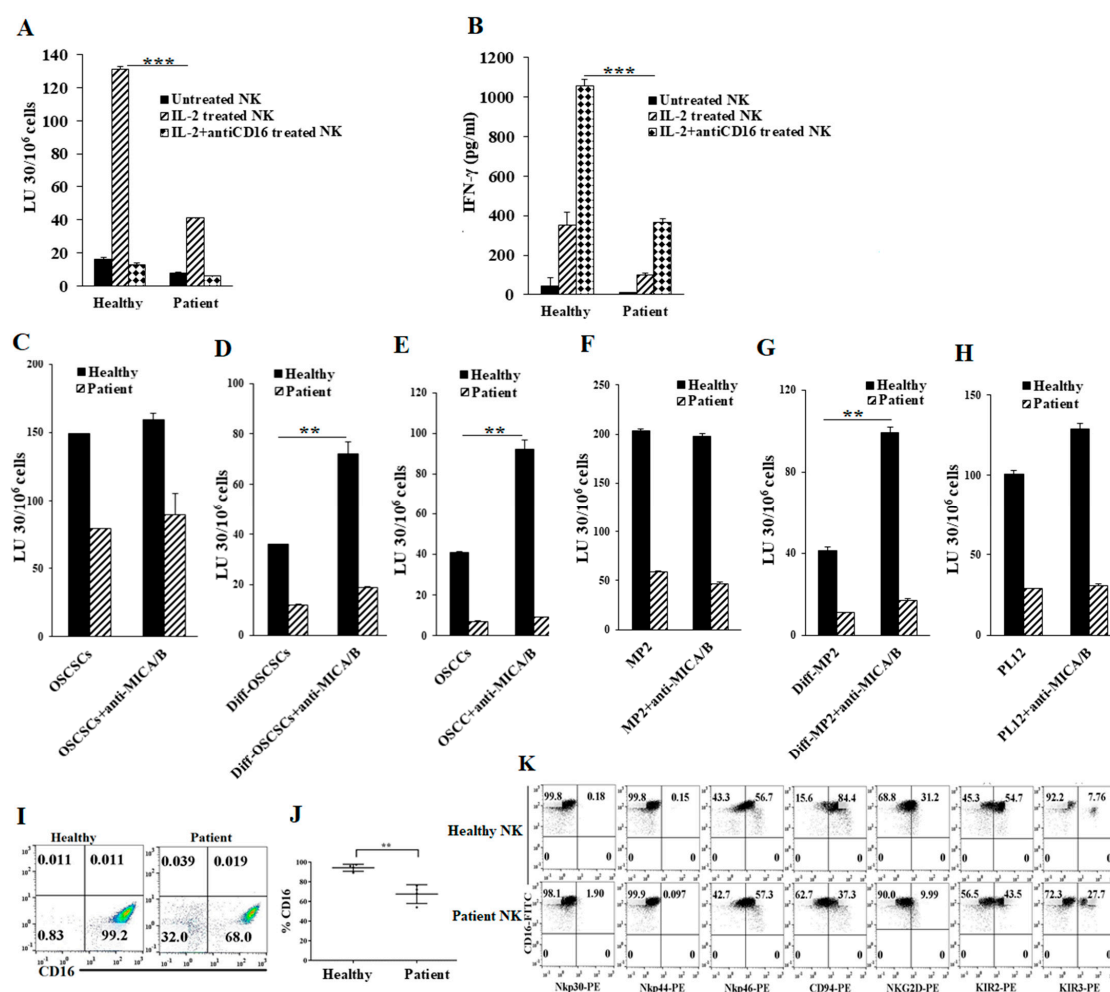 A
LU 30/10⁶ cells
140
120
100
80
60
40
20
0
***
Untreated NK
IL-2 treated NK
IL-2+antiCD16 treated NK
Healthy Patient
B
IFN-γ (pg/ml)
1200
1000
800
600
400
200
0
***
Untreated NK
IL-2 treated NK
IL-2+antiCD16 treated NK
Healthy Patient
C
LU 30/10⁶ cells
200
150
100
50
0
Healthy
Patient
OSCSCs
OSCSCs+anti-MICA/B
D
LU 30/10⁶ cells
100
80
60
40
20
0
Healthy
Patient
**
Diff-OSCSCs
Diff-OSCSCs+anti-MICA/B
E
LU 30/10⁶ cells
120
100
80
60
40
20
0
Healthy
Patient
**
OSCCs
OSCC+anti-MICA/B
F
LU 30/10⁶ cells
250
200
150
100
50
0
Healthy
Patient
MP2
MP2+anti-MICA/B
G
LU 30/10⁶ cells
120
80
40
0
Healthy
Patient
**
Diff-MP2
Diff-MP2+anti-MICA/B
H
LU 30/10⁶ cells
150
100
50
0
Healthy
Patient
PL12
PL12+anti-MICA/B
I
Healthy Patient
0.011 0.011 0.039 0.019
0.83 99.2 32.0 68.0
CD16
J
% CD16
100
50
0
**
Healthy Patient
K
Healthy NK
99.8 0.18 99.8 0.15 43.3 56.7 15.6 84.4 68.8 31.2 45.3 54.7 92.2 7.76
0 0 0 0 0 0 0 0 0 0 0 0 0 0
Patient NK
98.1 1.90 99.9 0.097 42.7 57.3 62.7 37.3 90.0 9.99 56.5 43.5 72.3 27.7
0 0 0 0 0 0 0 0 0 0 0 0 0 0
CD16-FITC
Nkp30-PE Nkp44-PE Nkp46-PE CD94-PE NKG2D-PE KIR2-PE KIR3-PE